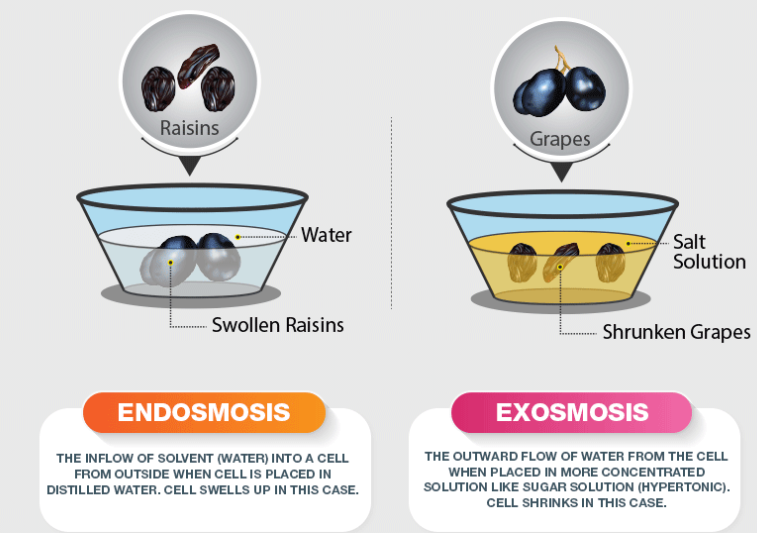 Raisins
Water
Swollen Raisins
ENDOSMOSIS
THE INFLOW OF SOLVENT (WATER) INTO A CELL
FROM OUTSIDE WHEN CELL IS PLACED IN
DISTILLED WATER. CELL SWELLS UP IN THIS CASE.
Grapes
Salt
Solution
Shrunken Grapes
EXOSMOSIS
THE OUTWARD FLOW OF WATER FROM THE CELL
WHEN PLACED IN MORE CONCENTRATED
SOLUTION LIKE SUGAR SOLUTION (HYPERTONIC).
CELL SHRINKS IN THIS CASE.